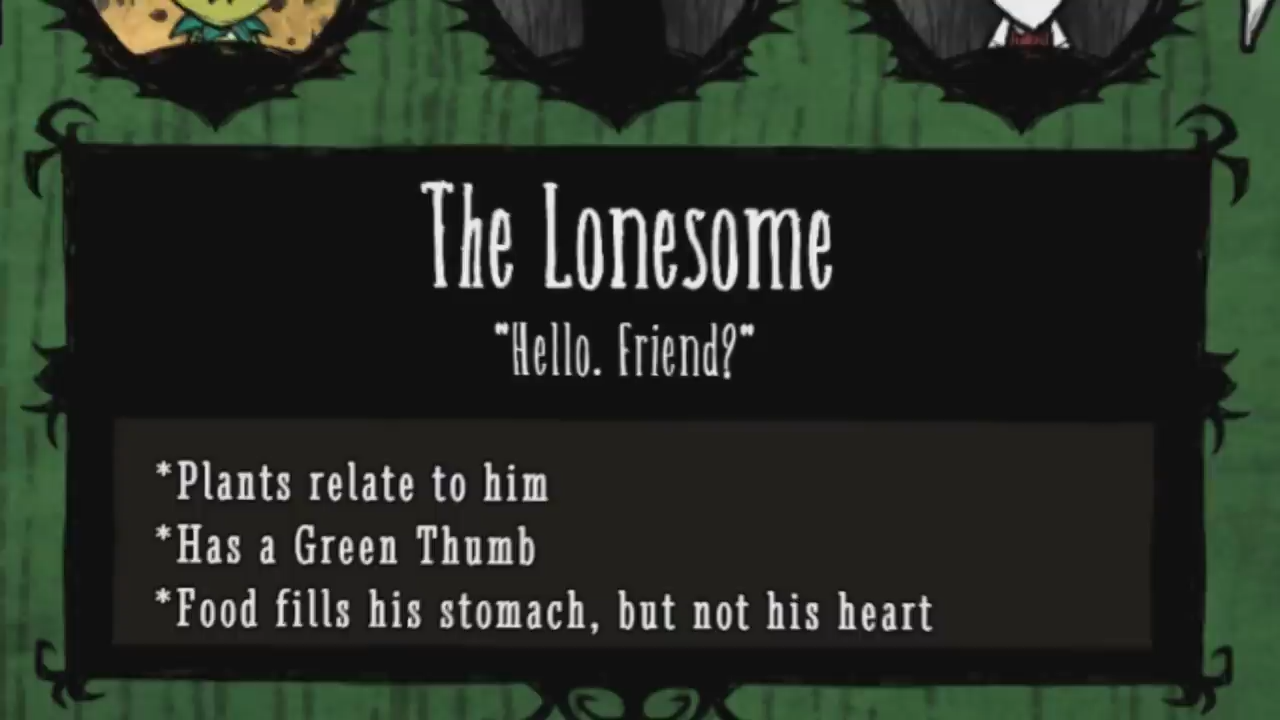 The Lonesome
"Hello. Friend?"
*Plants relate to him
*Has a Green Thumb
*Food fills his stomach, but not his heart